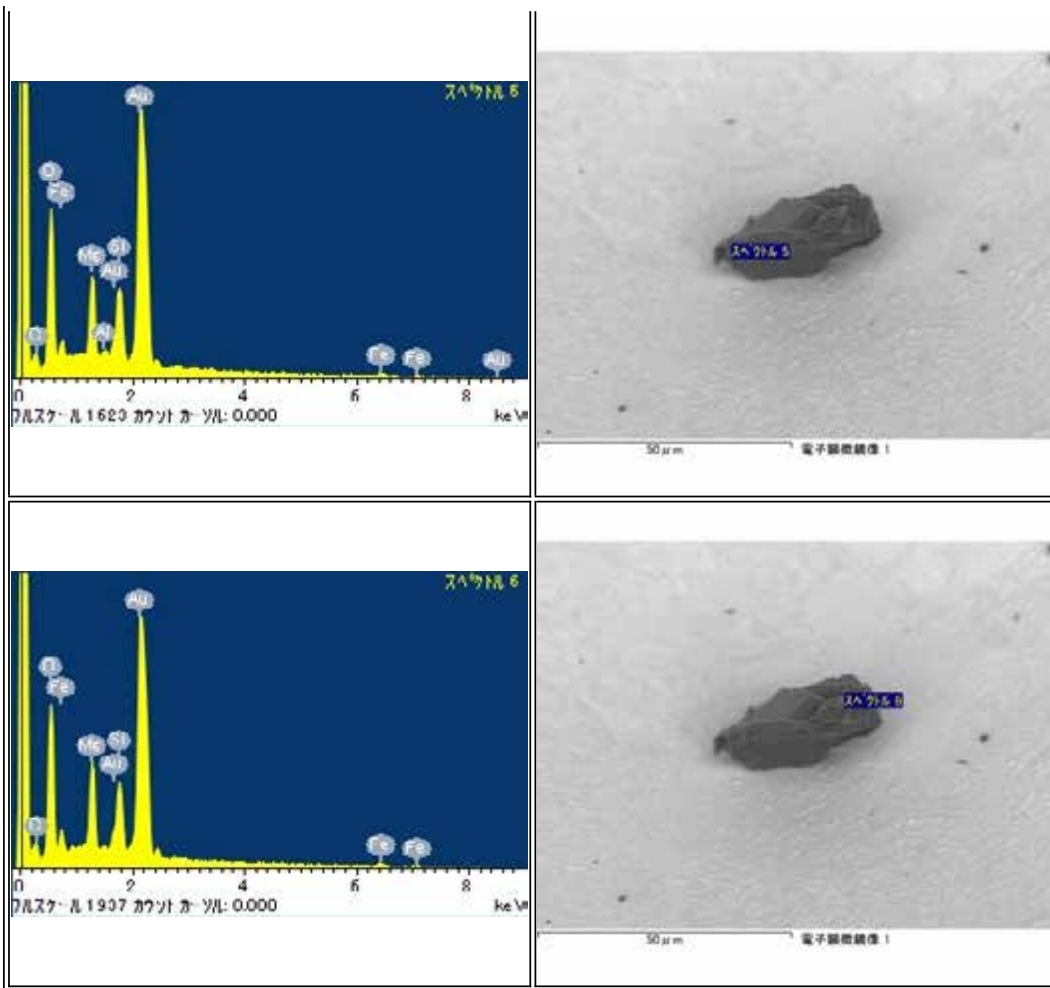 スペクトル 5
Au
O
Fe
Mg
Si
Au
C
Al
Fe
Fe
Au
0 2 4 6 8
フルスケール 1623 カウント カーソル: 0.000 keV
スペクトル 5
50μm 電子顕微鏡像 1
スペクトル 6
Au
O
Fe
Mg
Si
Au
C
Fe
Fe
0 2 4 6 8
フルスケール 1937 カウント カーソル: 0.000 keV
スペクトル 6
50μm 電子顕微鏡像 1